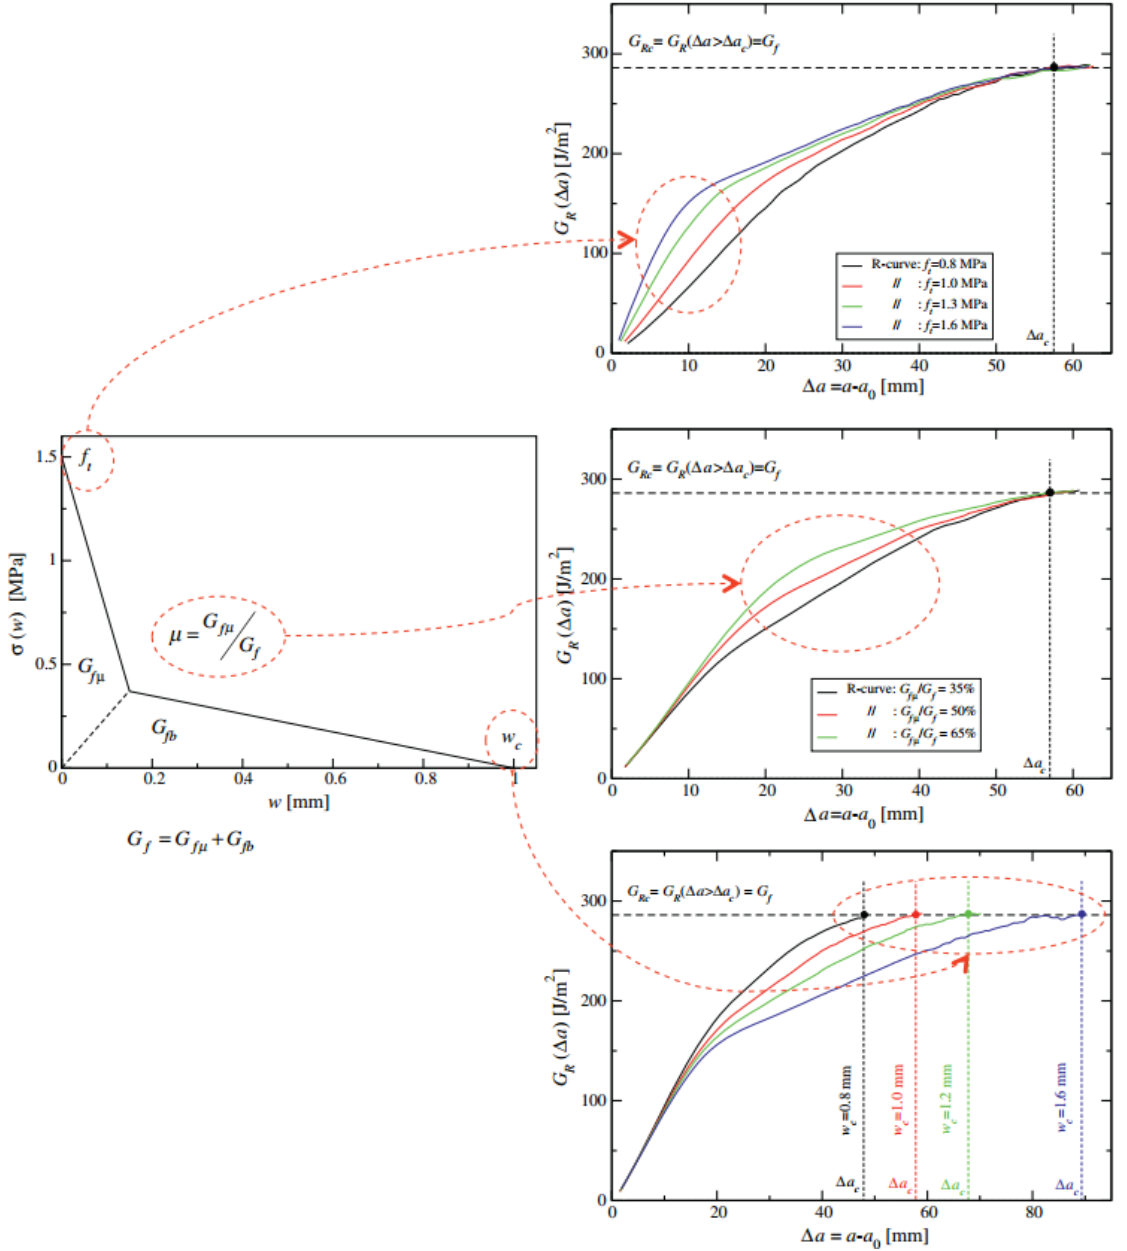 G_Rc = G_R(Δa>Δa_c)=G_f
300
200
100
0
G_R (Δa) [J/m²]
R-curve: f_t=0.8 MPa
〃 : f_t=1.0 MPa
〃 : f_t=1.3 MPa
〃 : f_t=1.6 MPa
Δa_c
0 10 20 30 40 50 60
Δa =a-a_0 [mm]
1.5
1
0.5
0
σ(w) [MPa]
f_t
μ = G_fμ / G_f
G_fμ
G_fb
w_c
0 0.2 0.4 0.6 0.8 1
w [mm]
G_f = G_fμ + G_fb
G_Rc = G_R(Δa>Δa_c)=G_f
300
200
100
0
G_R (Δa) [J/m²]
R-curve: G_fμ/G_f = 35%
〃 : G_fμ/G_f = 50%
〃 : G_fμ/G_f = 65%
Δa_c
0 10 20 30 40 50 60
Δa=a-a_0 [mm]
G_Rc = G_R(Δa>Δa_c) = G_f
300
200
100
0
G_R (Δa) [J/m²]
w_c=0.8 mm
w_c=1.0 mm
w_c=1.2 mm
w_c=1.6 mm
Δa_c Δa_c Δa_c Δa_c
0 20 40 60 80
Δa = a-a_0 [mm]